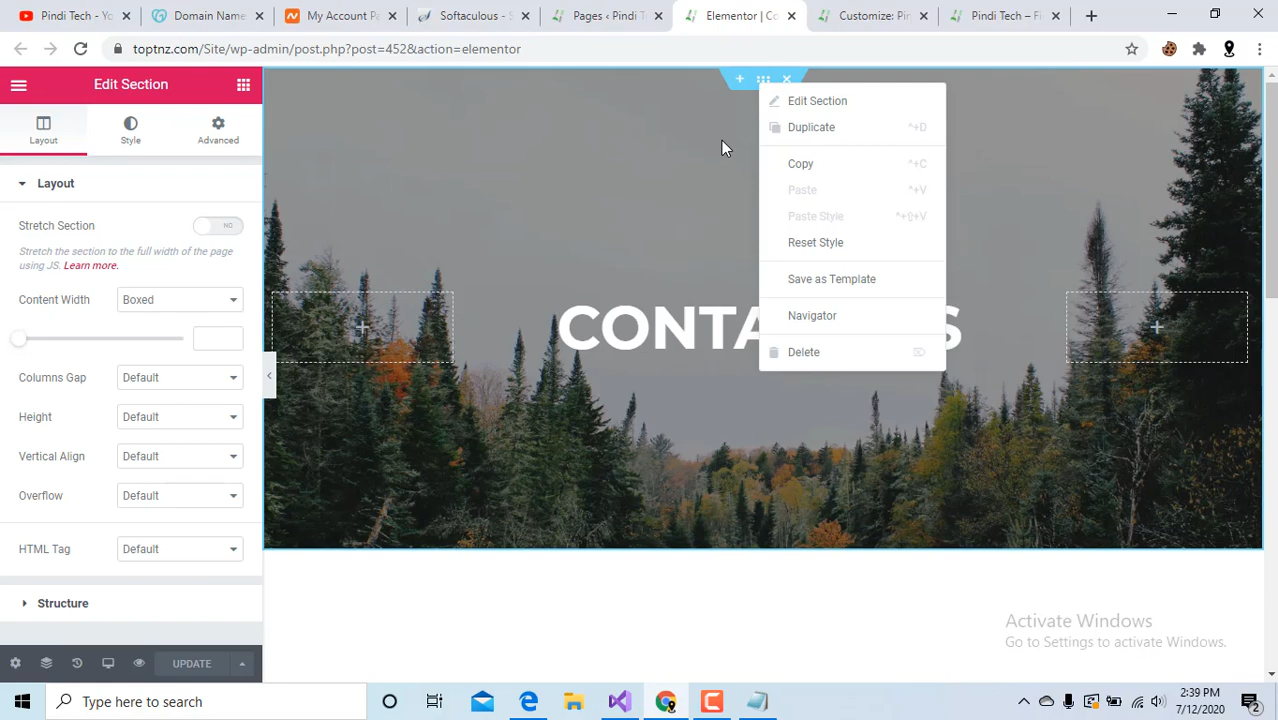 Pindi Tech - Y
Domain Name
My Account Pa
Softaculous - S
Pages ‹ Pindi T
Elementor | Co
Customize: Pin
Pindi Tech – Fi
toptnz.com/Site/wp-admin/post.php?post=452&action=elementor
Edit Section
Layout
Style
Advanced
Layout
Stretch Section
NO
Stretch the section to the full width of the page
using JS. Learn more.
Content Width
Boxed
Columns Gap
Default
Height
Default
Vertical Align
Default
Overflow
Default
HTML Tag
Default
Structure
UPDATE
Edit Section
Duplicate
^+D
Copy
^+C
Paste
^+V
Paste Style
^+⇧+V
Reset Style
Save as Template
Navigator
Delete
⌦
CONTA
S
Activate Windows
Go to Settings to activate Windows.
Type here to search
2:39 PM
7/12/2020
2